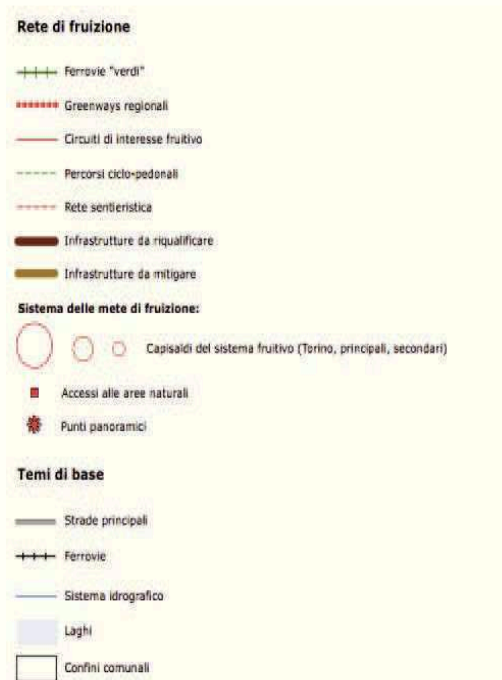 Rete di fruizione
Ferrovie "verdi"
Greenways regionali
Circuiti di interesse fruitivo
Percorsi ciclo-pedonali
Rete sentieristica
Infrastrutture da riqualificare
Infrastrutture da mitigare
Sistema delle mete di fruizione:
Capisaldi del sistema fruitivo (Torino, principali, secondari)
Accessi alle aree naturali
Punti panoramici
Temi di base
Strade principali
Ferrovie
Sistema idrografico
Laghi
Confini comunali